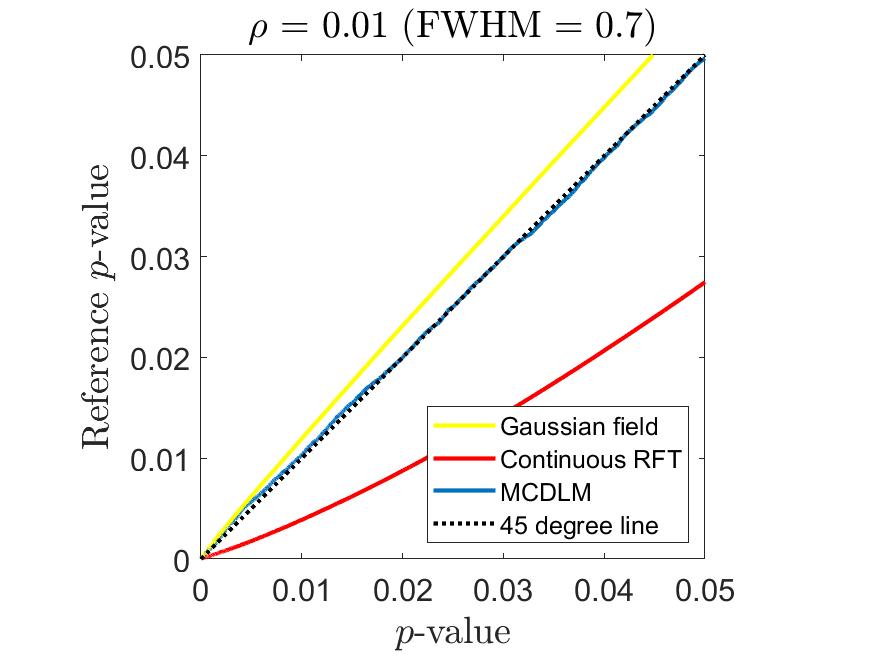 ρ = 0.01 (FWHM = 0.7)
Reference p-value
0.05
0.04
0.03
0.02
0.01
0
Gaussian field
Continuous RFT
MCDLM
45 degree line
0 0.01 0.02 0.03 0.04 0.05
p-value